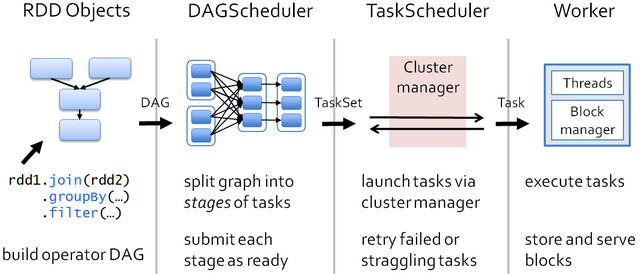 RDD Objects
DAGScheduler
TaskScheduler
Worker
DAG
TaskSet
Cluster
manager
Task
Threads
Block
manager
rdd1.join(rdd2)
.groupBy(…)
.filter(…)
build operator DAG
split graph into
stages of tasks
submit each
stage as ready
launch tasks via
cluster manager
retry failed or
straggling tasks
execute tasks
store and serve
blocks